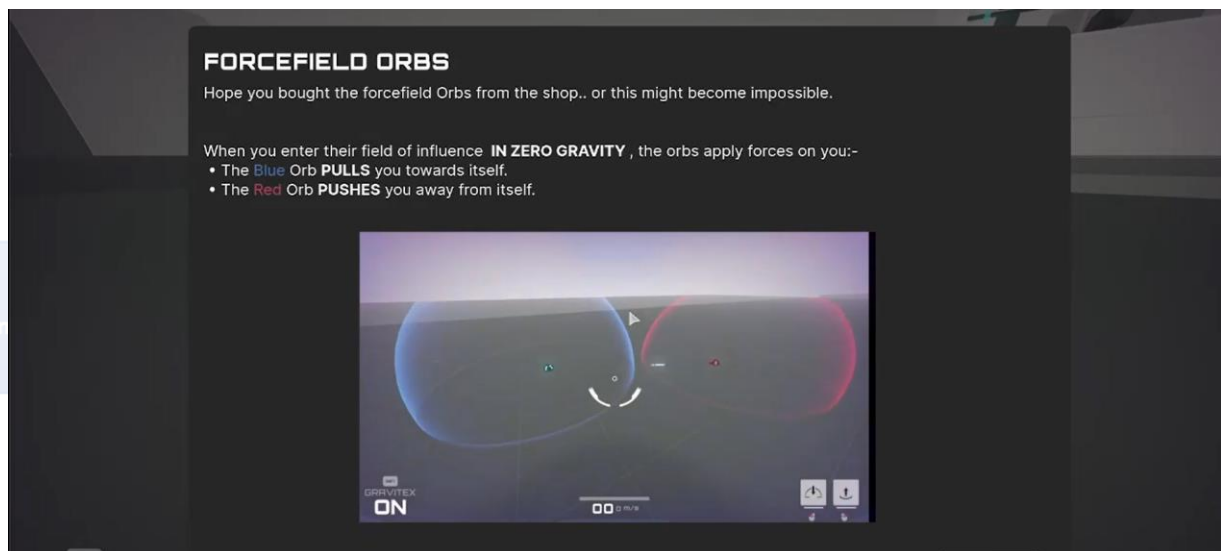 FORCEFIELD ORBS
Hope you bought the forcefield Orbs from the shop.. or this might become impossible.
When you enter their field of influence IN ZERO GRAVITY , the orbs apply forces on you:-
• The Blue Orb PULLS you towards itself.
• The Red Orb PUSHES you away from itself.
GRAVITEX
ON
00 0 m/s